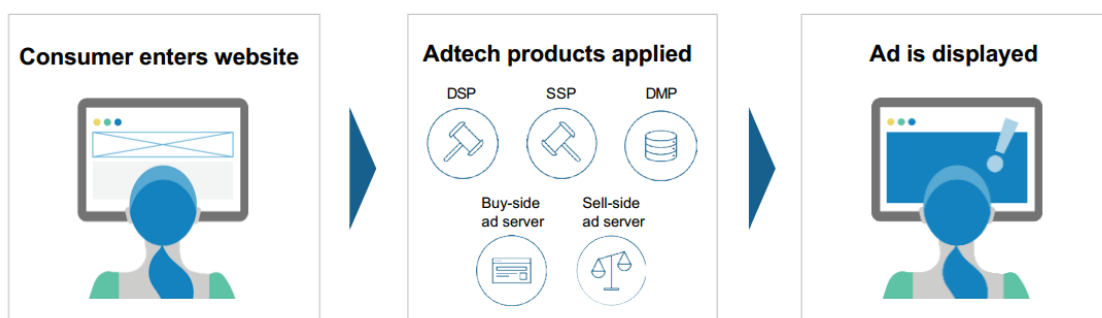 Consumer enters website
Adtech products applied
DSP
SSP
DMP
Buy-side
ad server
Sell-side
ad server
Ad is displayed